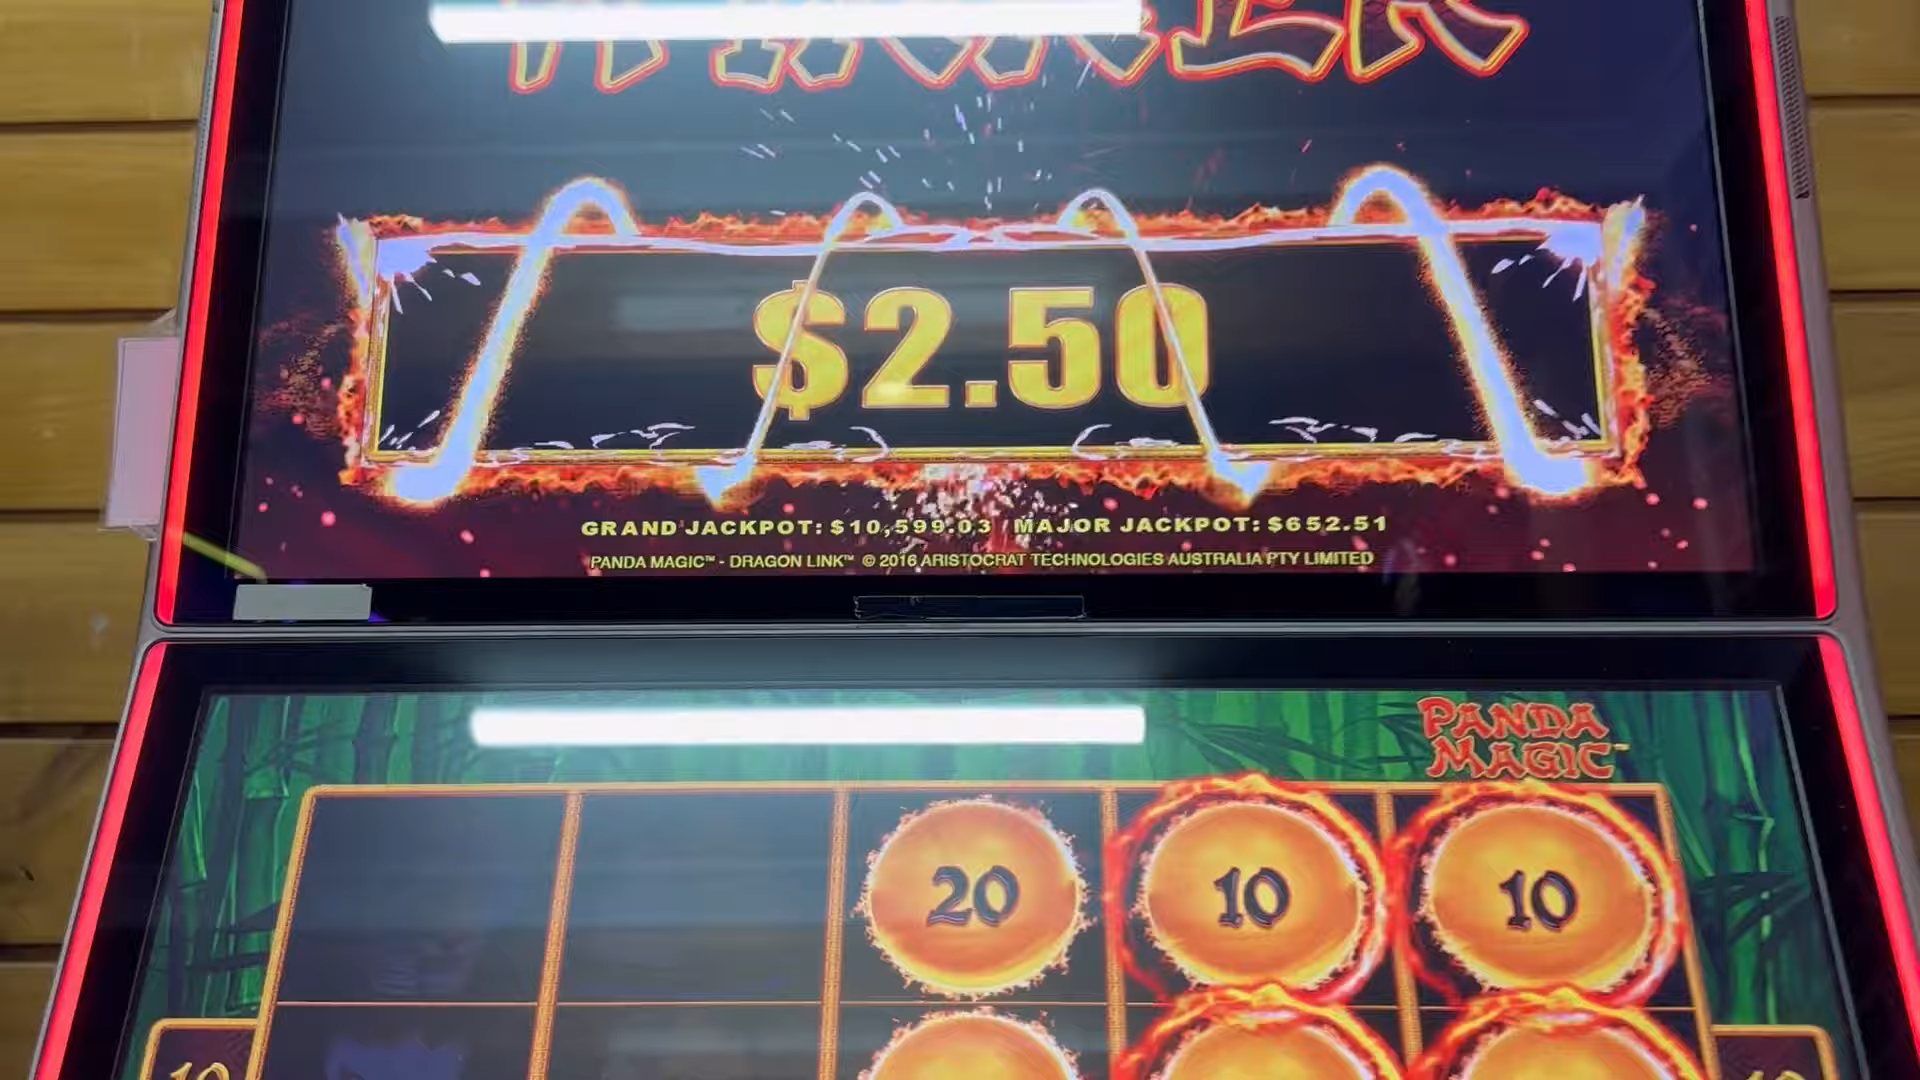 $2.50
GRAND JACKPOT: $10,599.03 / MAJOR JACKPOT: $652.51
PANDA MAGIC™ - DRAGON LINK™ © 2016 ARISTOCRAT TECHNOLOGIES AUSTRALIA PTY LIMITED
PANDA
MAGIC™
20
10
10